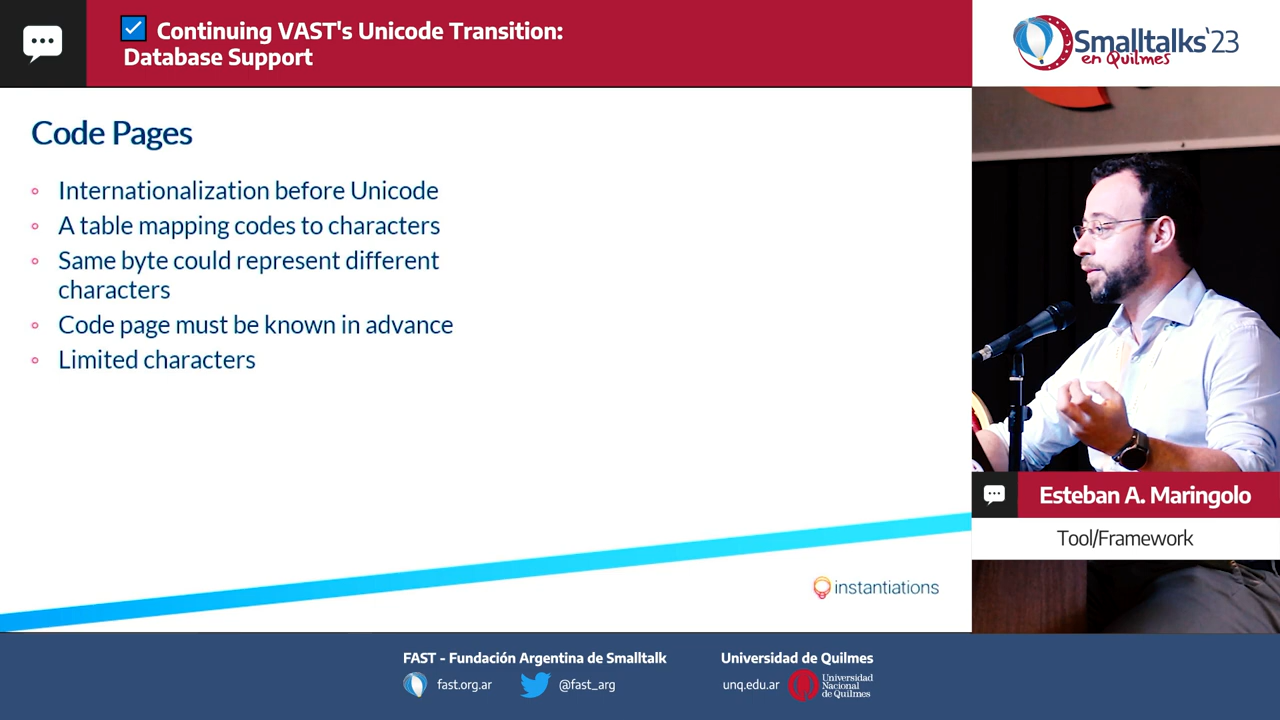 Continuing VAST's Unicode Transition:
Database Support
Smalltalks'23
en Quilmes
Code Pages
Internationalization before Unicode
A table mapping codes to characters
Same byte could represent different
characters
Code page must be known in advance
Limited characters
instantiations
Esteban A. Maringolo
Tool/Framework
FAST - Fundación Argentina de Smalltalk
fast.org.ar
@fast_arg
Universidad de Quilmes
unq.edu.ar
Universidad
Nacional
de Quilmes